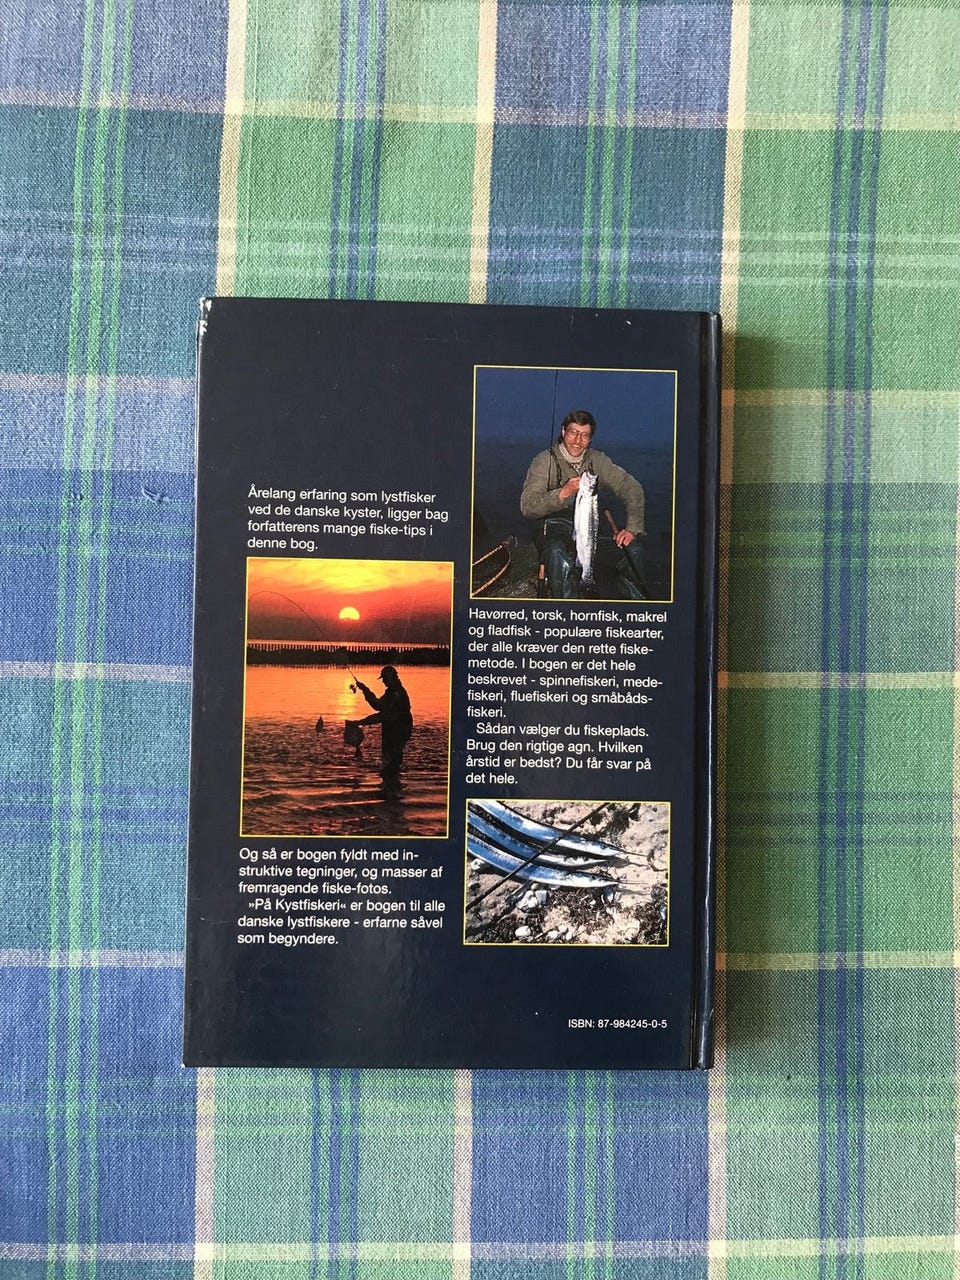 Årelang erfaring som lystfisker
ved de danske kyster, ligger bag
forfatterens mange fiske-tips i
denne bog.
Havørred, torsk, hornfisk, makrel
og fladfisk - populære fiskearter,
der alle kræver den rette fiske-
metode. I bogen er det hele
beskrevet - spinnefiskeri, mede-
fiskeri, fluefiskeri og småbåds-
fiskeri.
Sådan vælger du fiskeplads.
Brug den rigtige agn. Hvilken
årstid er bedst? Du får svar på
det hele.
Og så er bogen fyldt med in-
struktive tegninger, og masser af
fremragende fiske-fotos.
»På Kystfiskeri« er bogen til alle
danske lystfiskere - erfarne såvel
som begyndere.
ISBN: 87-984245-0-5